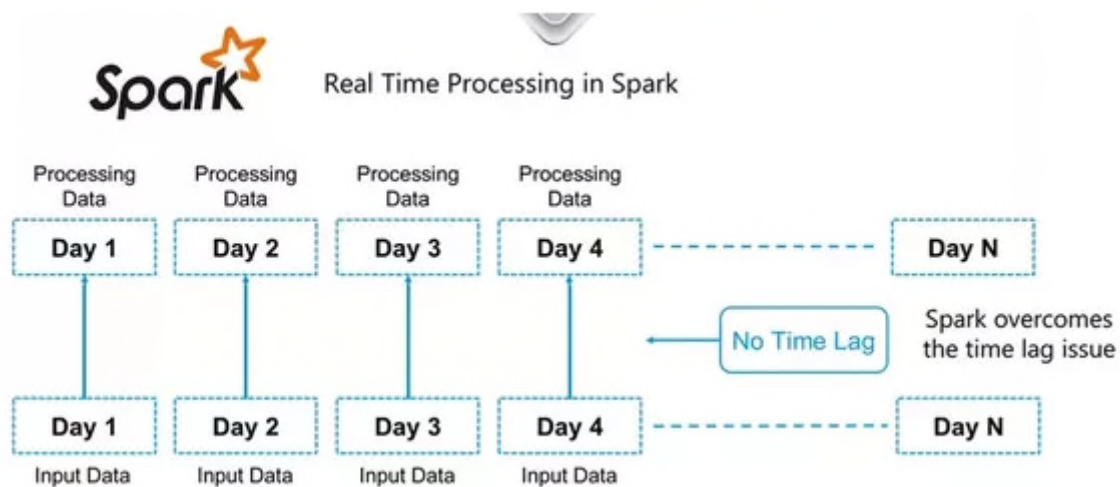 Spark
Real Time Processing in Spark
Processing
Data
Processing
Data
Processing
Data
Processing
Data
Day 1
Day 2
Day 3
Day 4
Day N
No Time Lag
Spark overcomes
the time lag issue
Day 1
Day 2
Day 3
Day 4
Day N
Input Data
Input Data
Input Data
Input Data